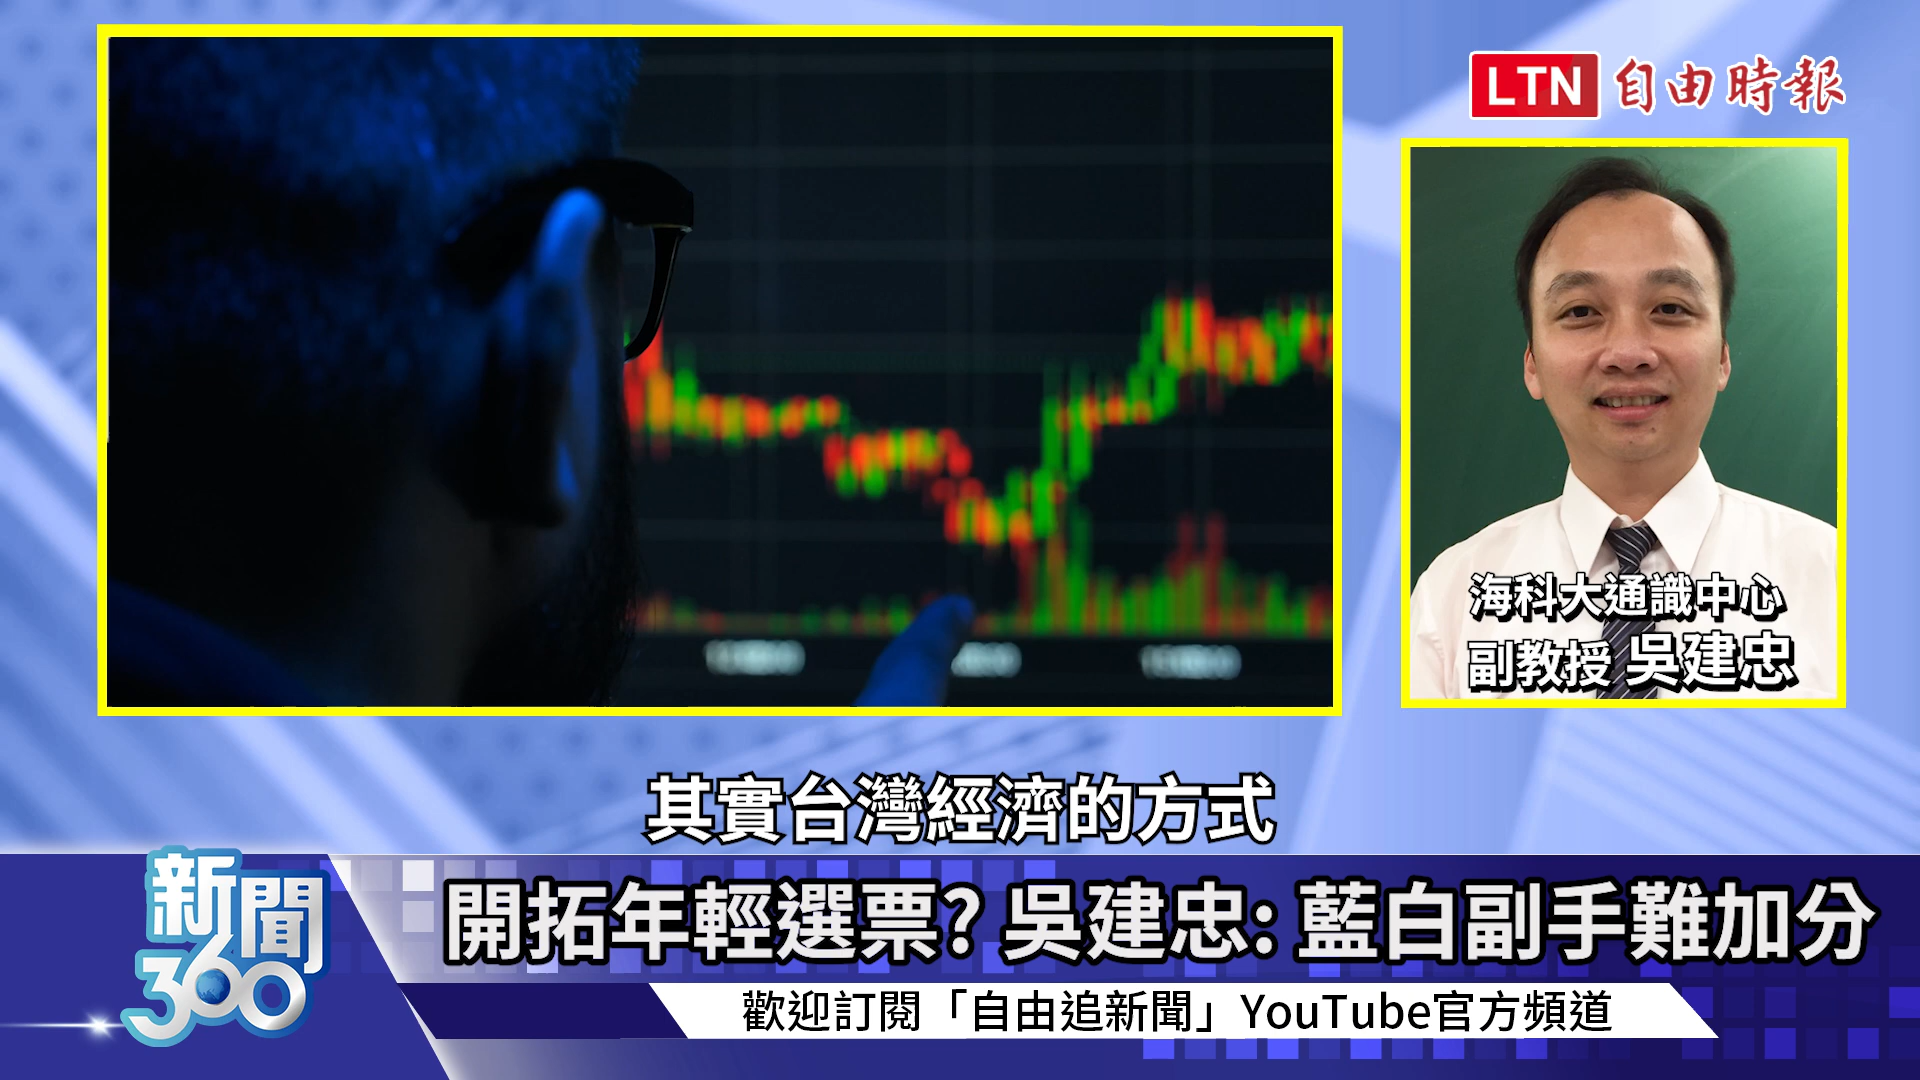 LTN 自由時報
海科大通識中心
副教授 吳建忠
其實台灣經濟的方式
新聞
360
開拓年輕選票? 吳建忠: 藍白副手難加分
歡迎訂閱「自由追新聞」YouTube官方頻道